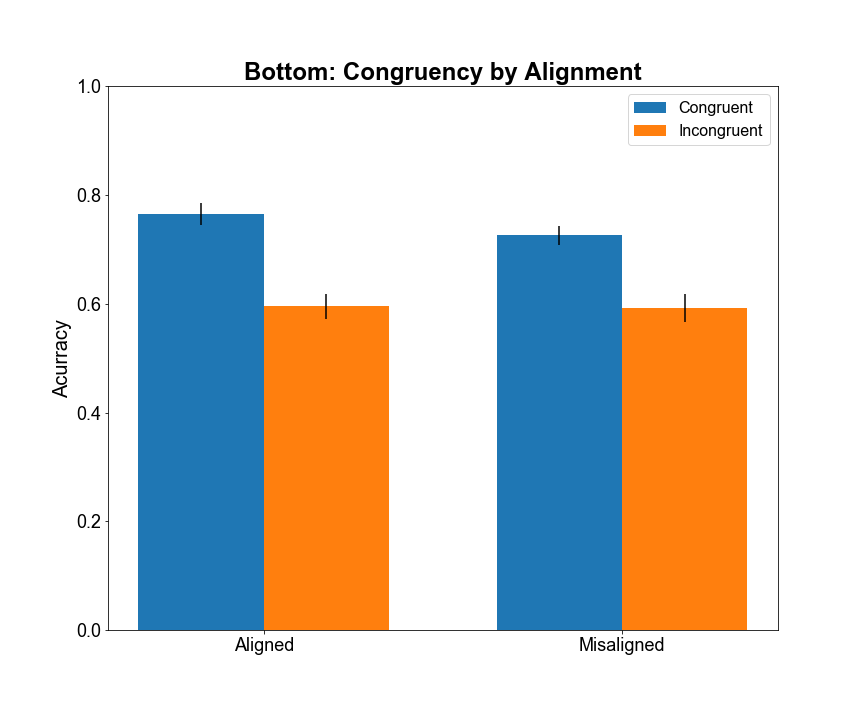 Bottom: Congruency by Alignment
1.0
0.8
0.6
0.4
0.2
0.0
Acurracy
Congruent
Incongruent
Aligned
Misaligned